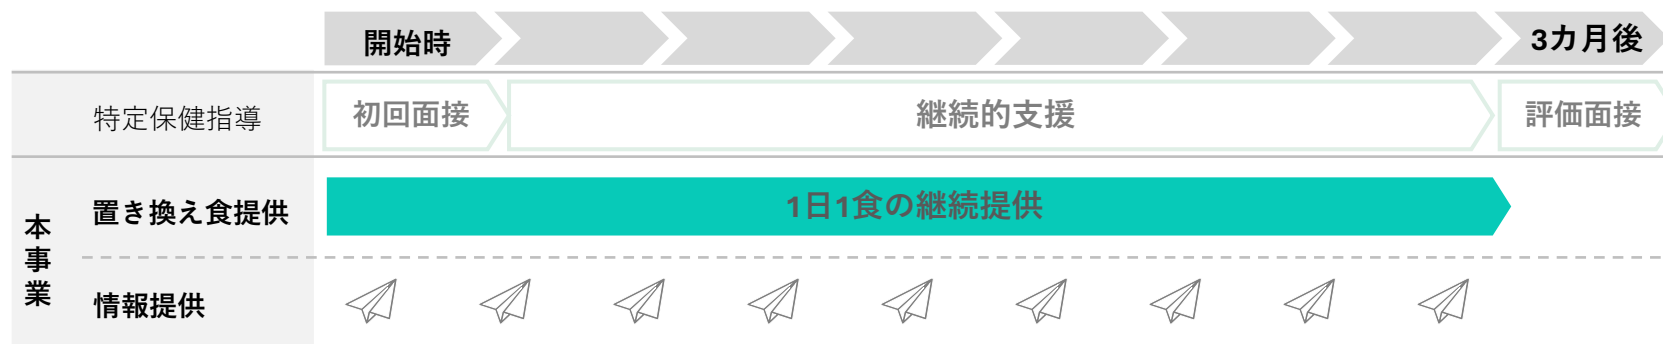 開始時
3カ月後
特定保健指導
初回面接
継続的支援
評価面接
本事業
置き換え食提供
1日1食の継続提供
情報提供